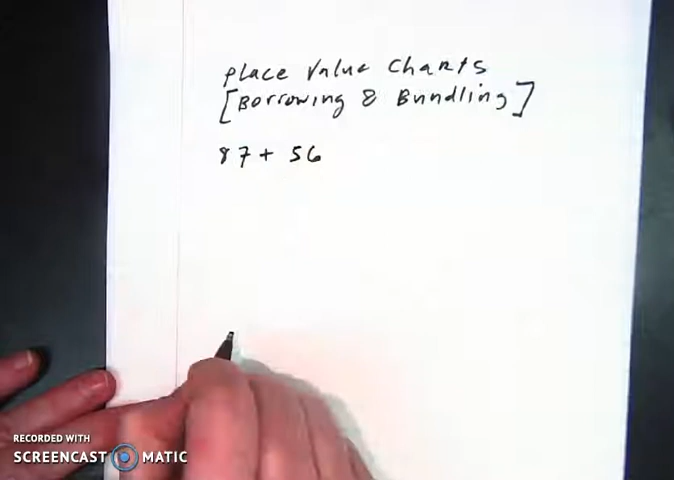 Place Value Charts
[Borrowing & Bundling]
87 + 56
RECORDED WITH
SCREENCAST MATIC